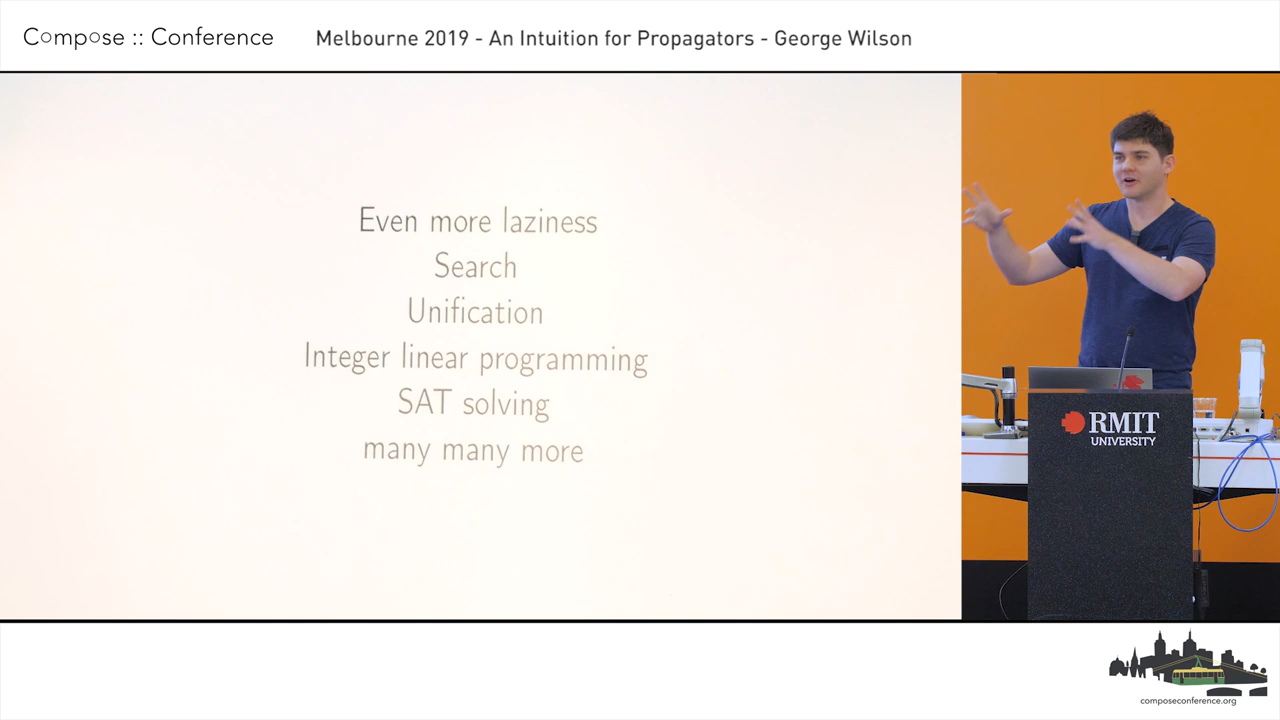 Compose :: Conference
Melbourne 2019 - An Intuition for Propagators - George Wilson
Even more laziness
Search
Unification
Integer linear programming
SAT solving
many many more
RMIT
UNIVERSITY
composeconference.org